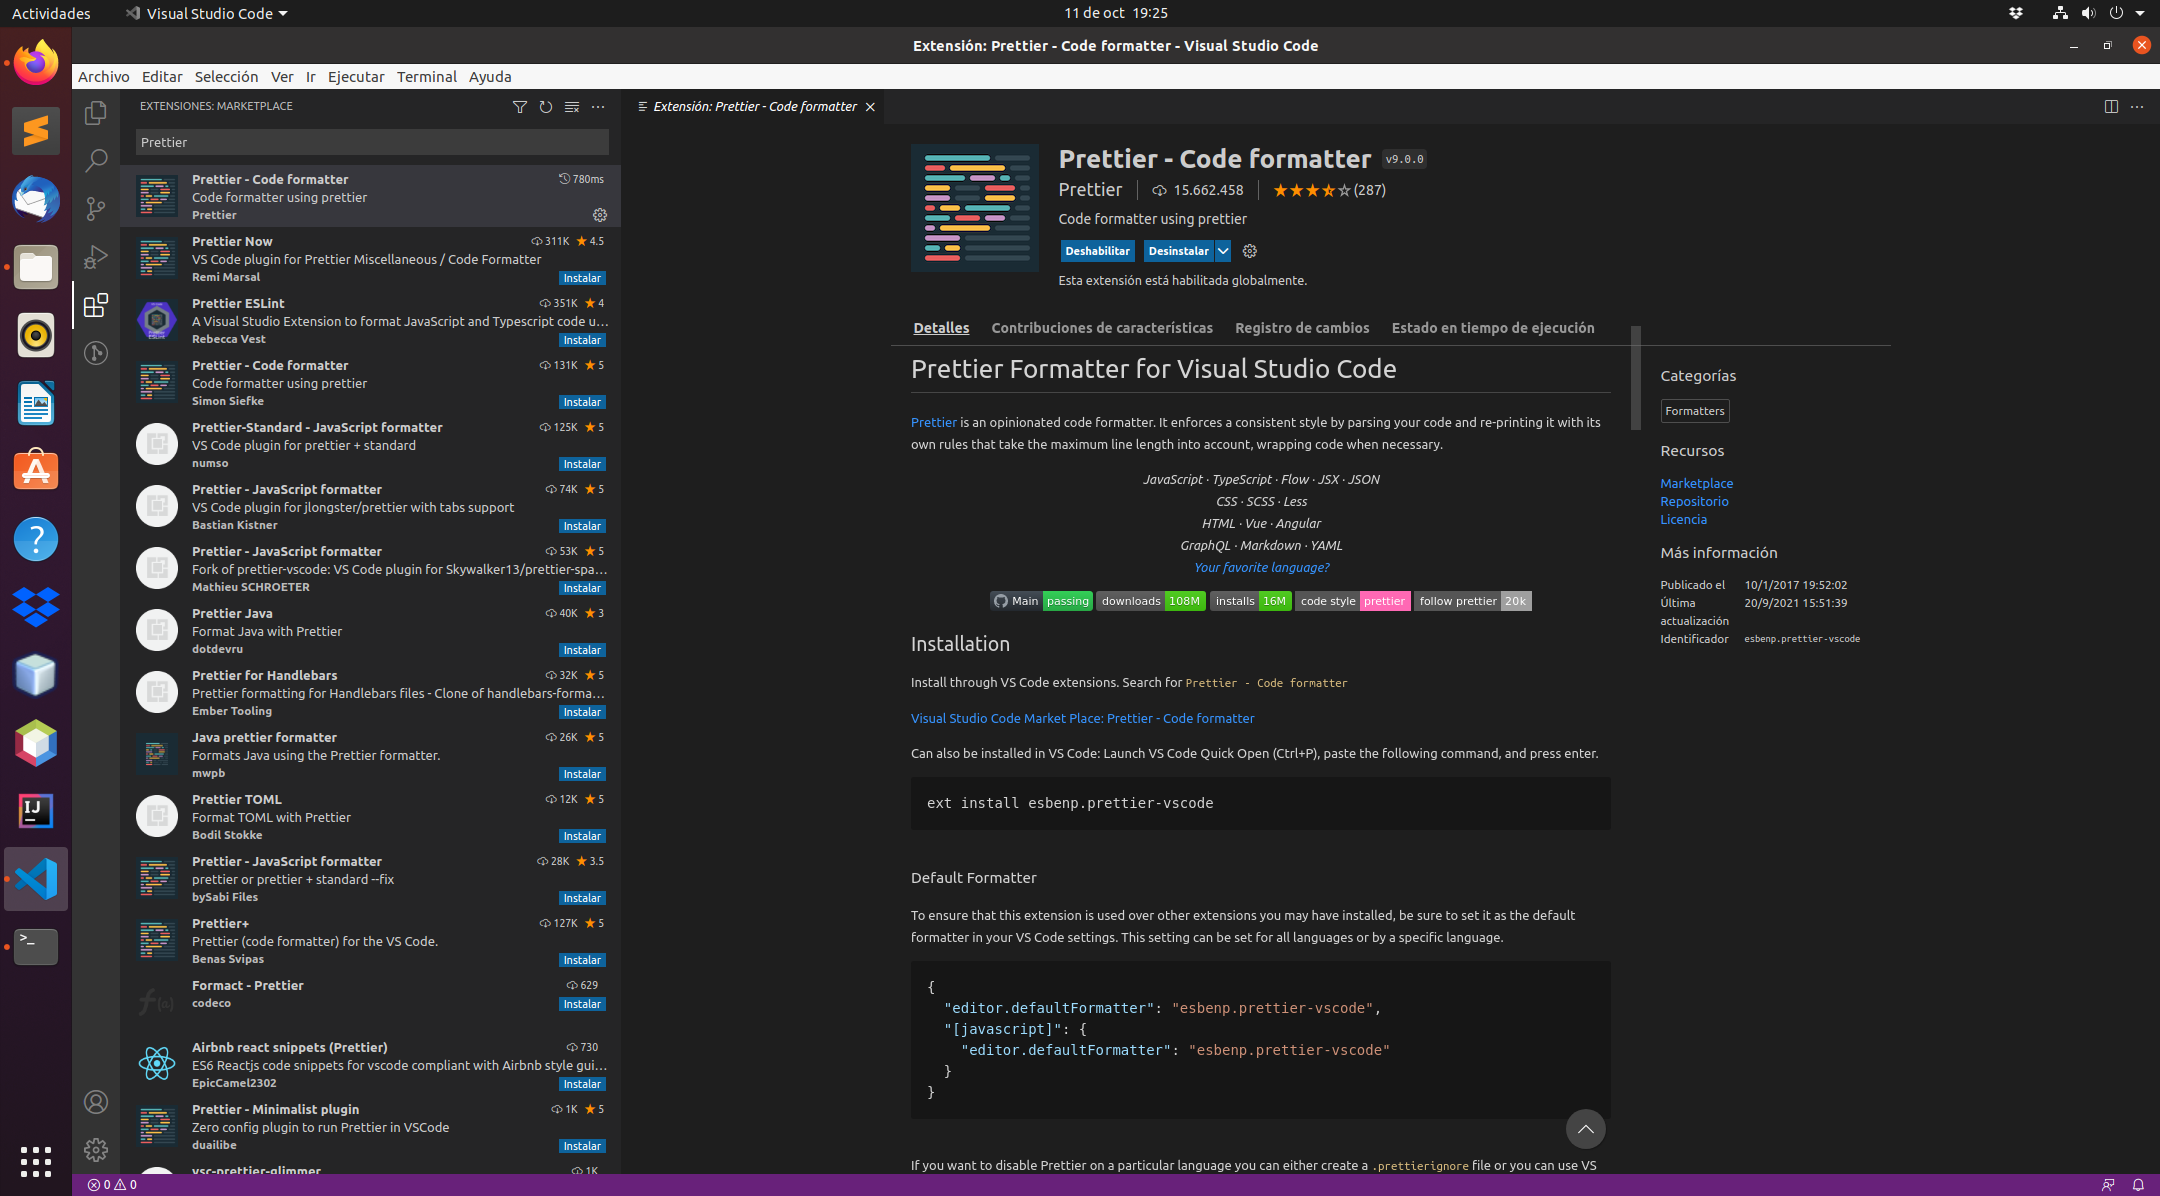 Actividades
Visual Studio Code
11 de oct 19:25
Extensión: Prettier - Code formatter - Visual Studio Code
Archivo Editar Selección Ver Ir Ejecutar Terminal Ayuda
EXTENSIONES: MARKETPLACE
Prettier
Prettier - Code formatter 780ms
Code formatter using prettier
Prettier
Prettier Now 311K 4.5
VS Code plugin for Prettier Miscellaneous / Code Formatter
Remi Marsal Instalar
Prettier ESLint 351K 4
A Visual Studio Extension to format JavaScript and Typescript code u...
Rebecca Vest Instalar
Prettier - Code formatter 131K 5
Code formatter using prettier
Simon Siefke Instalar
Prettier-Standard - JavaScript formatter 125K 5
VS Code plugin for prettier + standard
numso Instalar
Prettier - JavaScript formatter 74K 5
VS Code plugin for jlongster/prettier with tabs support
Bastian Kistner Instalar
Prettier - JavaScript formatter 53K 5
Fork of prettier-vscode: VS Code plugin for Skywalker13/prettier-spa...
Mathieu SCHROETER Instalar
Prettier Java 40K 3
Format Java with Prettier
dotdevru Instalar
Prettier for Handlebars 32K 5
Prettier formatting for Handlebars files - Clone of handlebars-forma...
Ember Tooling Instalar
Java prettier formatter 26K 5
Formats Java using the Prettier formatter.
mwpb Instalar
Prettier TOML 12K 5
Format TOML with Prettier
Bodil Stokke Instalar
Prettier - JavaScript formatter 28K 3.5
prettier or prettier + standard --fix
bySabi Files Instalar
Prettier+ 127K 5
Prettier (code formatter) for the VS Code.
Benas Svipas Instalar
Formact - Prettier 629
codeco Instalar
Airbnb react snippets (Prettier) 730
ES6 Reactjs code snippets for vscode compliant with Airbnb style gui...
EpicCamel2302 Instalar
Prettier - Minimalist plugin 1K 5
Zero config plugin to run Prettier in VSCode
duailibe Instalar
vsc-prettier-glimmer 1K
Extensión: Prettier - Code formatter
Prettier - Code formatter v9.0.0
Prettier 15.662.458 (287)
Code formatter using prettier
Deshabilitar Desinstalar
Esta extensión está habilitada globalmente.
Detalles Contribuciones de características Registro de cambios Estado en tiempo de ejecución
Prettier Formatter for Visual Studio Code
Prettier is an opinionated code formatter. It enforces a consistent style by parsing your code and re-printing it with its
own rules that take the maximum line length into account, wrapping code when necessary.
JavaScript · TypeScript · Flow · JSX · JSON
CSS · SCSS · Less
HTML · Vue · Angular
GraphQL · Markdown · YAML
Your favorite language?
Main passing downloads 108M installs 16M code style prettier follow prettier 20k
Installation
Install through VS Code extensions. Search for Prettier - Code formatter
Visual Studio Code Market Place: Prettier - Code formatter
Can also be installed in VS Code: Launch VS Code Quick Open (Ctrl+P), paste the following command, and press enter.
ext install esbenp.prettier-vscode
Default Formatter
To ensure that this extension is used over other extensions you may have installed, be sure to set it as the default
formatter in your VS Code settings. This setting can be set for all languages or by a specific language.
{
"editor.defaultFormatter": "esbenp.prettier-vscode",
"[javascript]": {
"editor.defaultFormatter": "esbenp.prettier-vscode"
}
}
If you want to disable Prettier on a particular language you can either create a .prettierignore file or you can use VS
Categorías
Formatters
Recursos
Marketplace
Repositorio
Licencia
Más información
Publicado el 10/1/2017 19:52:02
Última 20/9/2021 15:51:39
actualización
Identificador esbenp.prettier-vscode
0 0